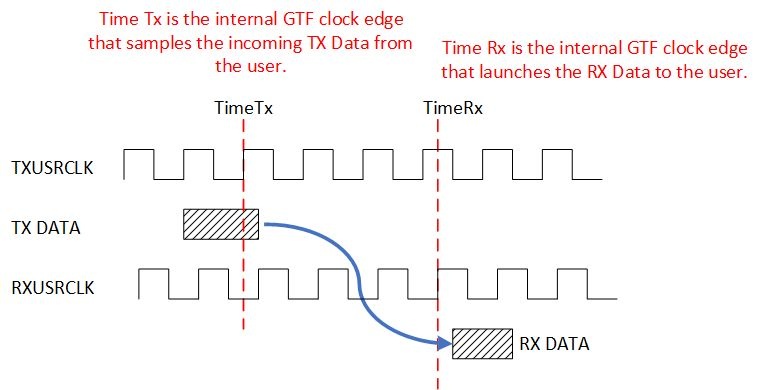 Time Tx is the internal GTF clock edge
that samples the incoming TX Data from
the user.
Time Rx is the internal GTF clock edge
that launches the RX Data to the user.
TimeTx
TimeRx
TXUSRCLK
TX DATA
RXUSRCLK
RX DATA